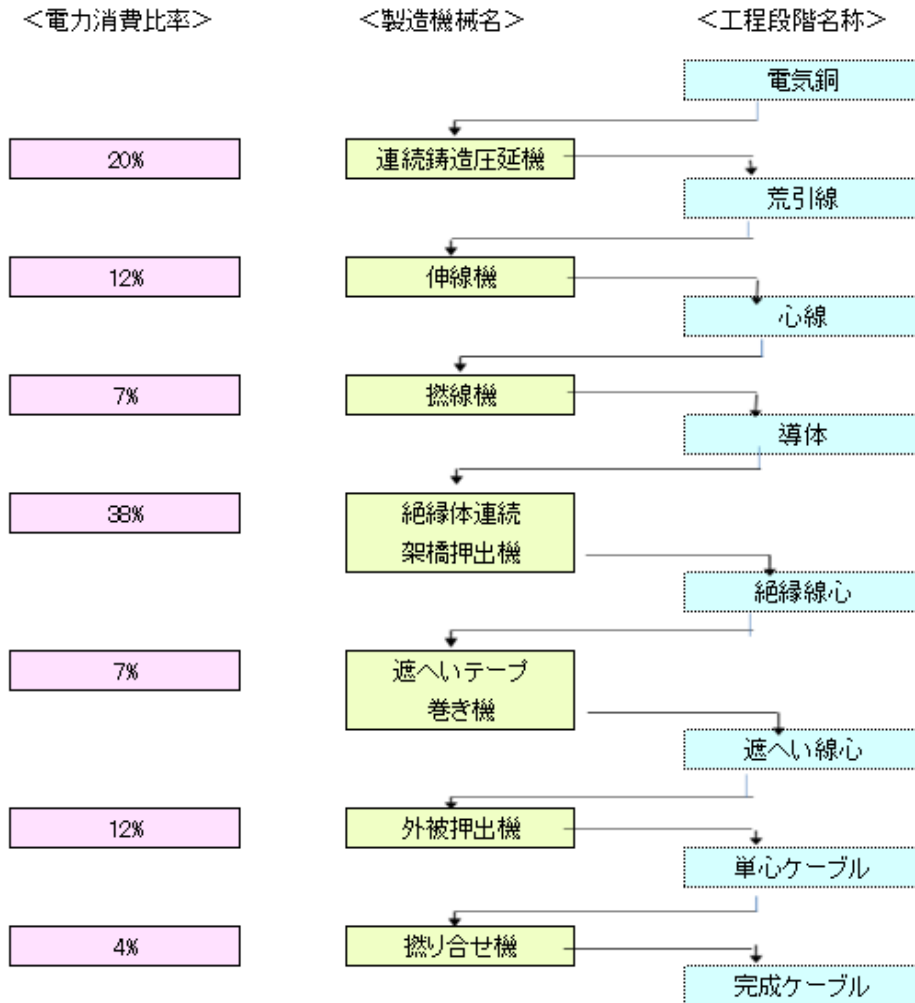 ＜電力消費比率＞ ＜製造機械名＞ ＜工程段階名称＞
電気銅
20% 連続鋳造圧延機
荒引線
12% 伸線機
心線
7% 撚線機
導体
38% 絶縁体連続
架橋押出機
絶縁線心
7% 遮へいテープ
巻き機
遮へい線心
12% 外被押出機
単心ケーブル
4% 撚り合せ機
完成ケーブル